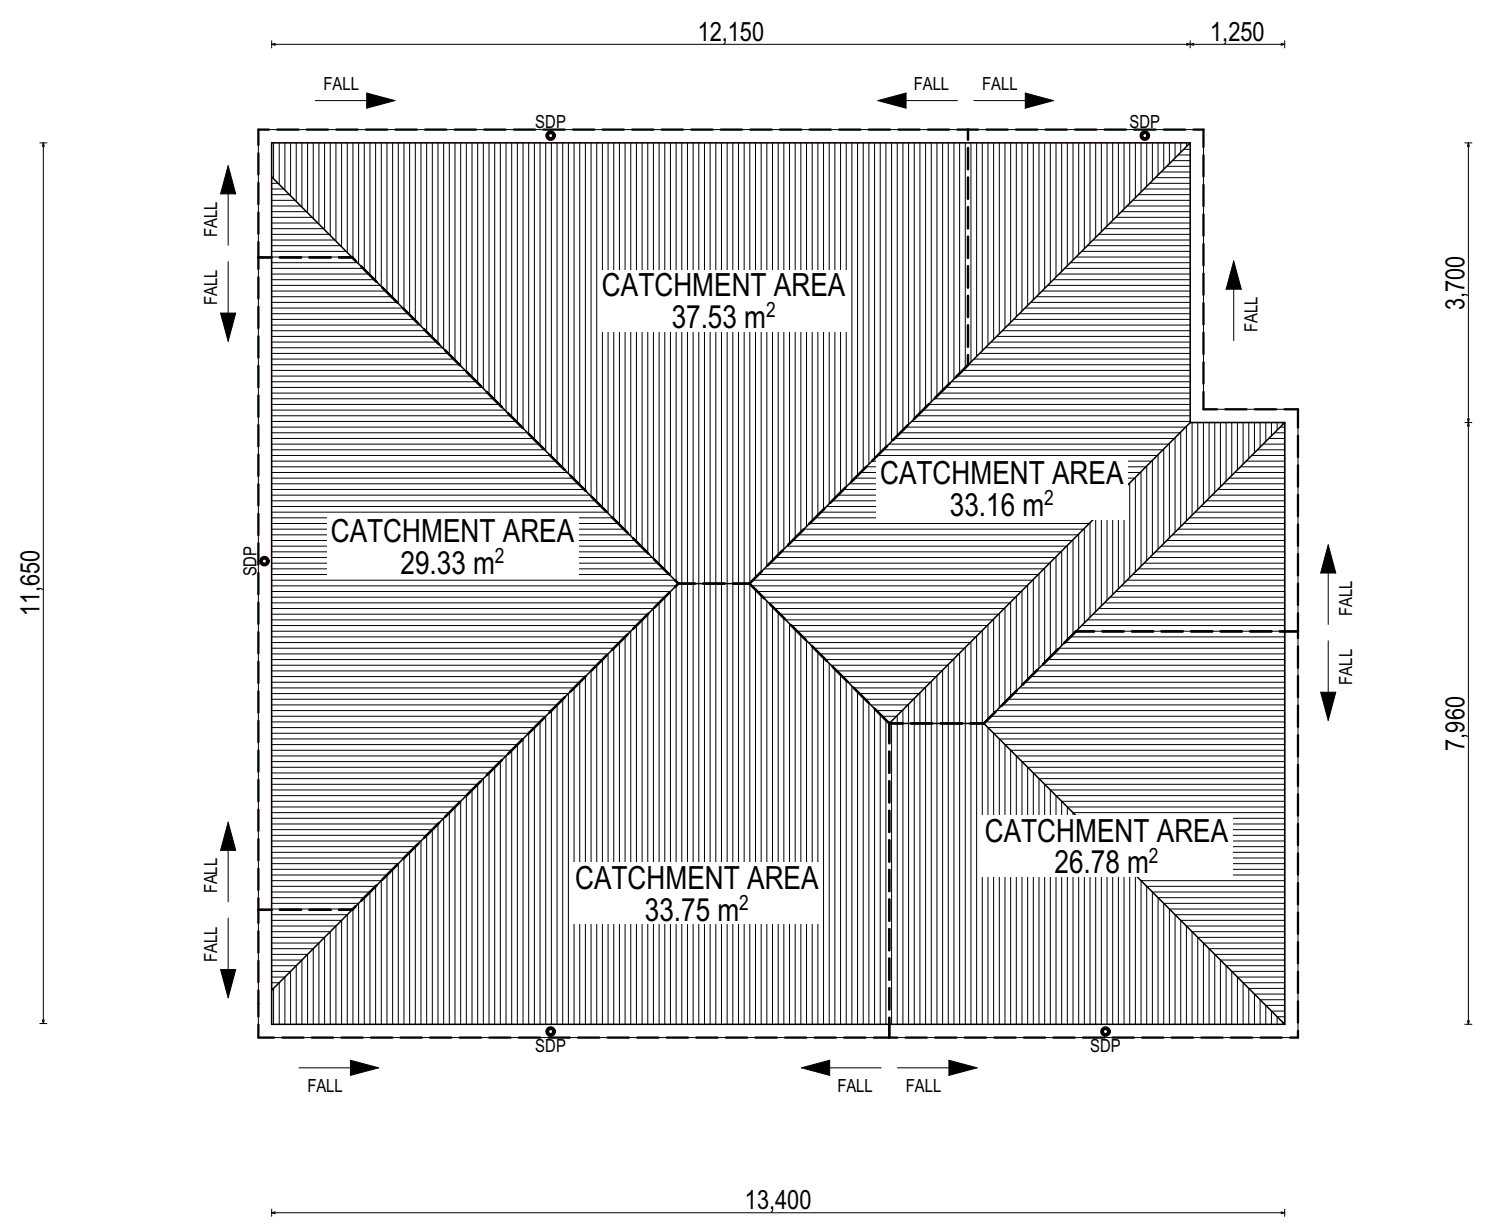 12,150
1,250
FALL
FALL
FALL
SDP
SDP
FALL
FALL
FALL
CATCHMENT AREA
37.53 m²
3,700
CATCHMENT AREA
33.16 m²
CATCHMENT AREA
29.33 m²
SDP
11,650
FALL
FALL
7,960
CATCHMENT AREA
26.78 m²
CATCHMENT AREA
33.75 m²
FALL
FALL
SDP
SDP
FALL
FALL
FALL
13,400